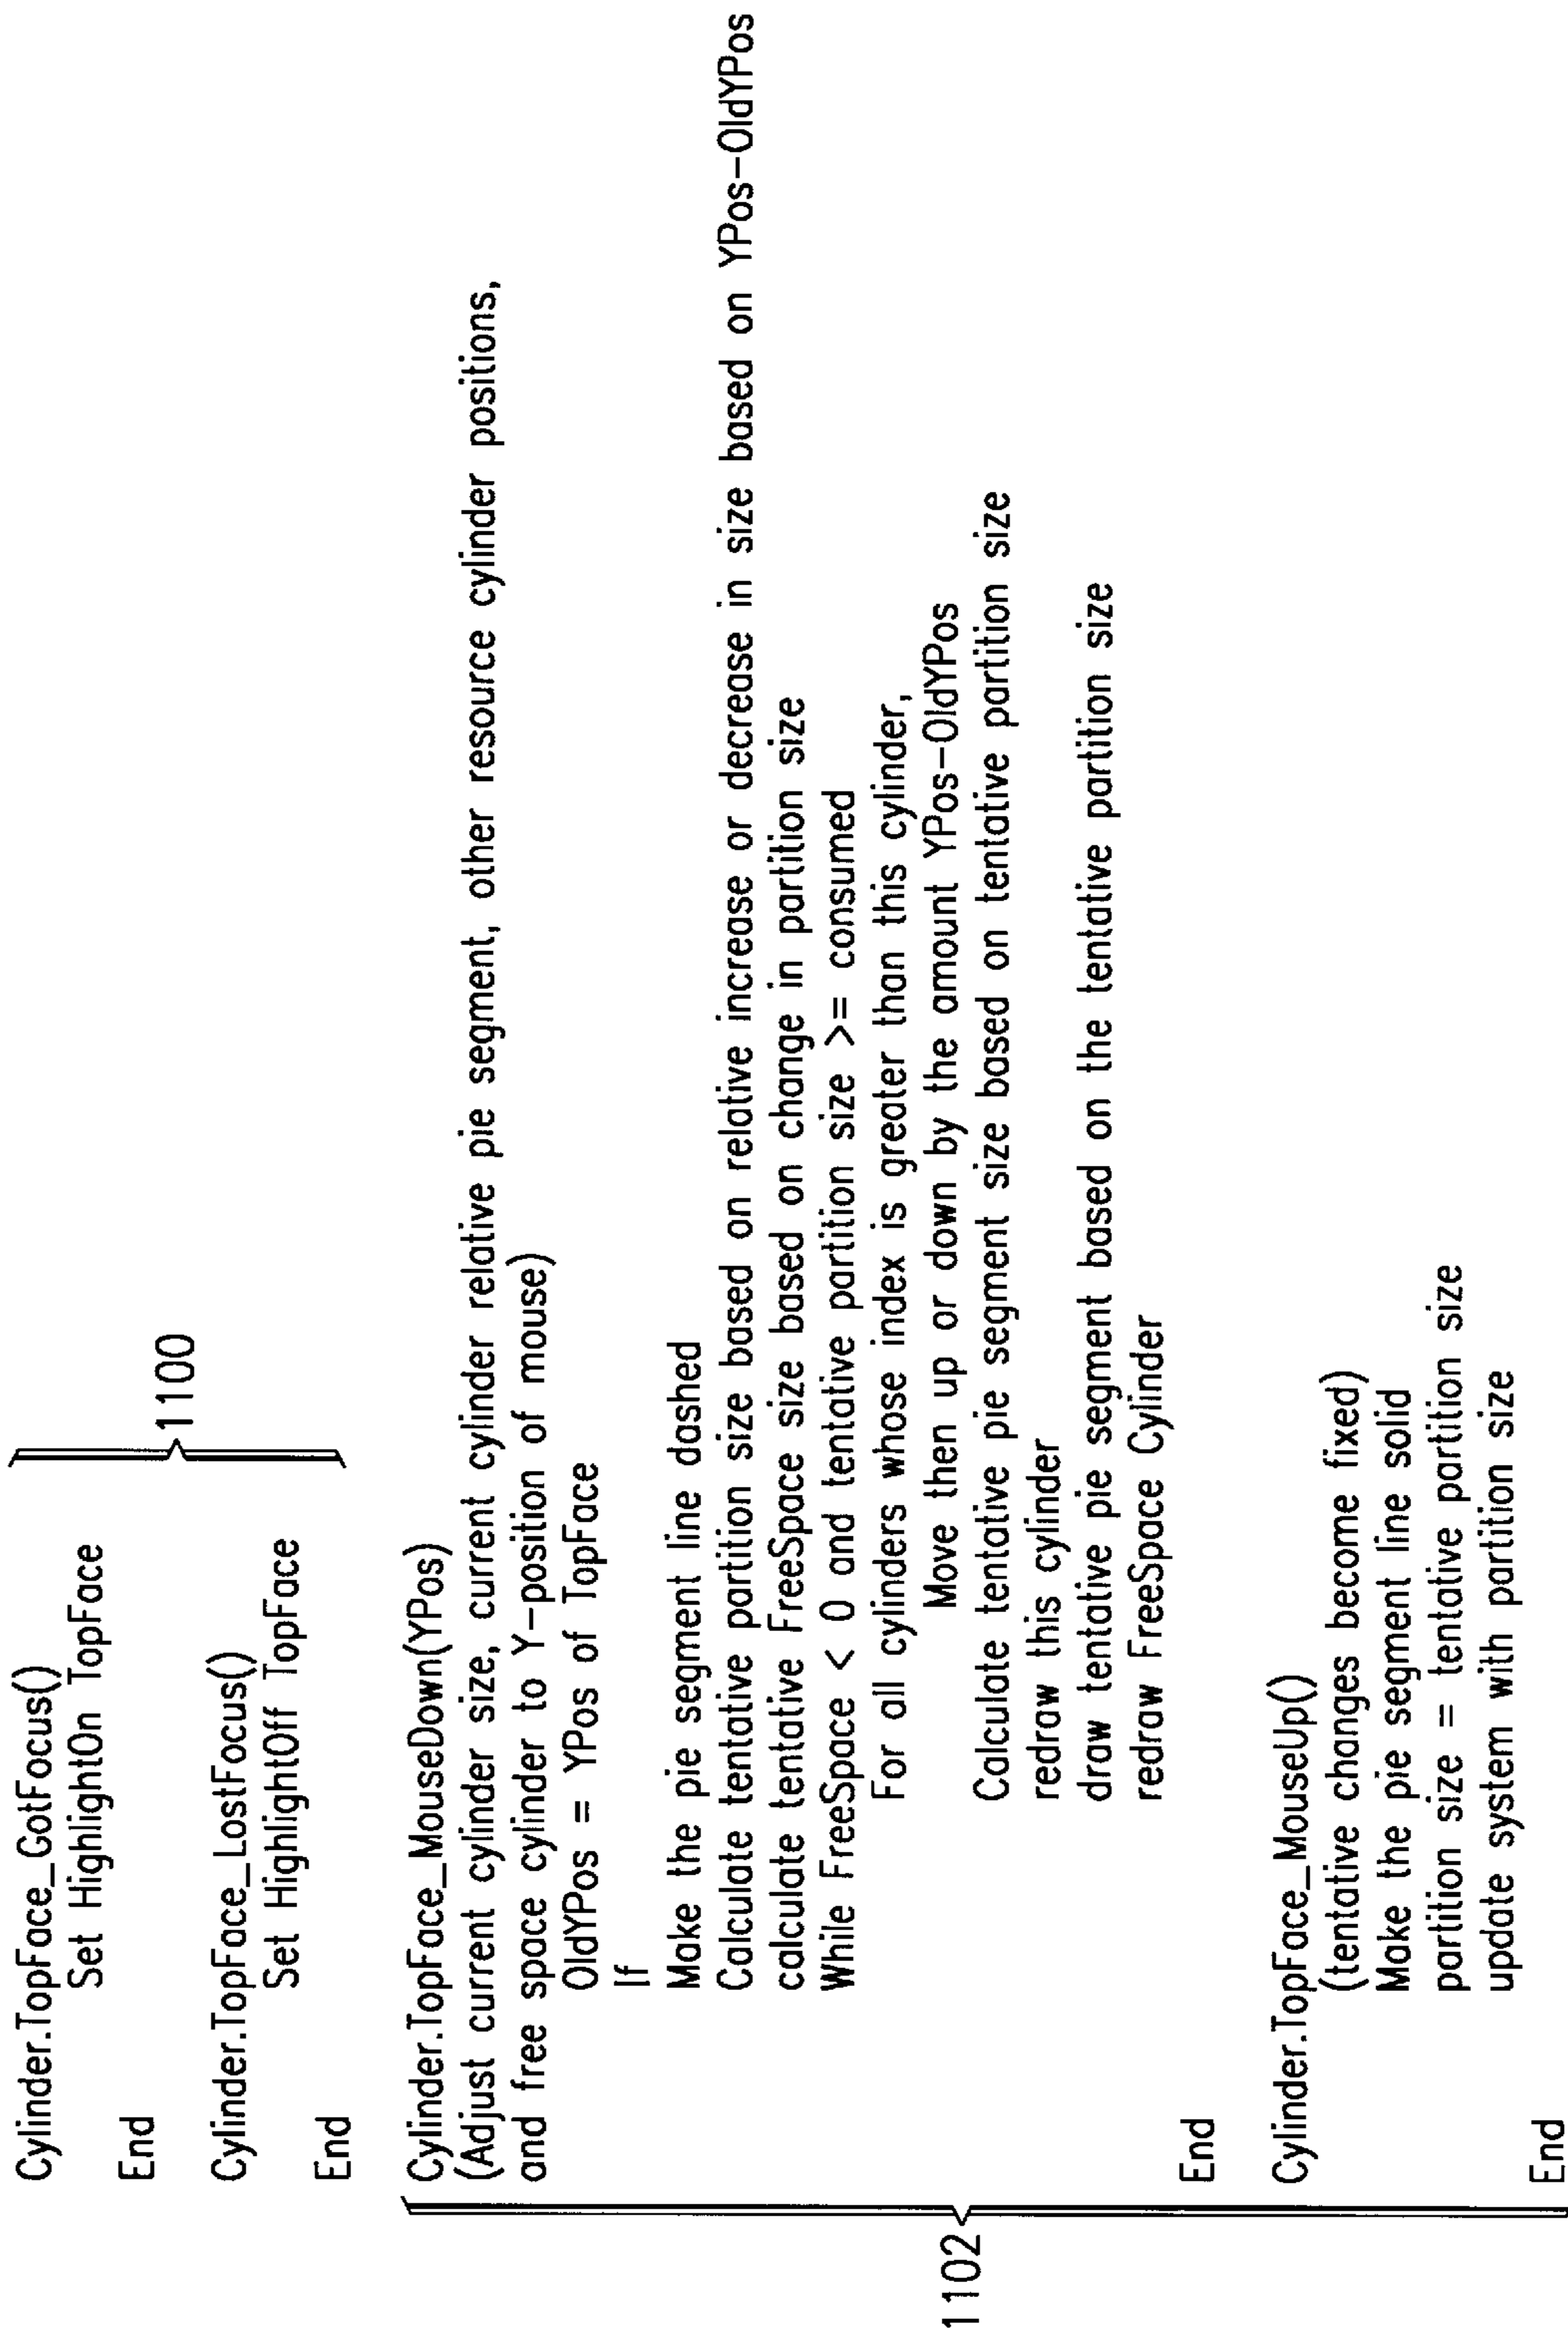 Cylinder.TopFace_GotFocus()
Set HighlightOn TopFace
End
1100
Cylinder.TopFace_LostFocus()
Set HighlightOff TopFace
End
1102
Cylinder.TopFace_MouseDown(YPos)
(Adjust current cylinder size, current cylinder relative pie segment, other resource cylinder positions,
and free space cylinder to Y-position of mouse)
OldYPos = YPos of TopFace
If
Make the pie segment line dashed
Calculate tentative partition size based on relative increase or decrease in size based on YPos-OldYPos
calculate tentative FreeSpace size based on change in partition size
While FreeSpace < 0 and tentative partition size >= consumed
For all cylinders whose index is greater than this cylinder,
Move then up or down by the amount YPos-OldYPos
Calculate tentative pie segment size based on tentative partition size
redraw this cylinder
draw tentative pie segment based on the tentative partition size
redraw FreeSpace Cylinder
End
Cylinder.TopFace_MouseUp()
(tentative changes become fixed)
Make the pie segment line solid
partition size = tentative partition size
update system with partition size
End